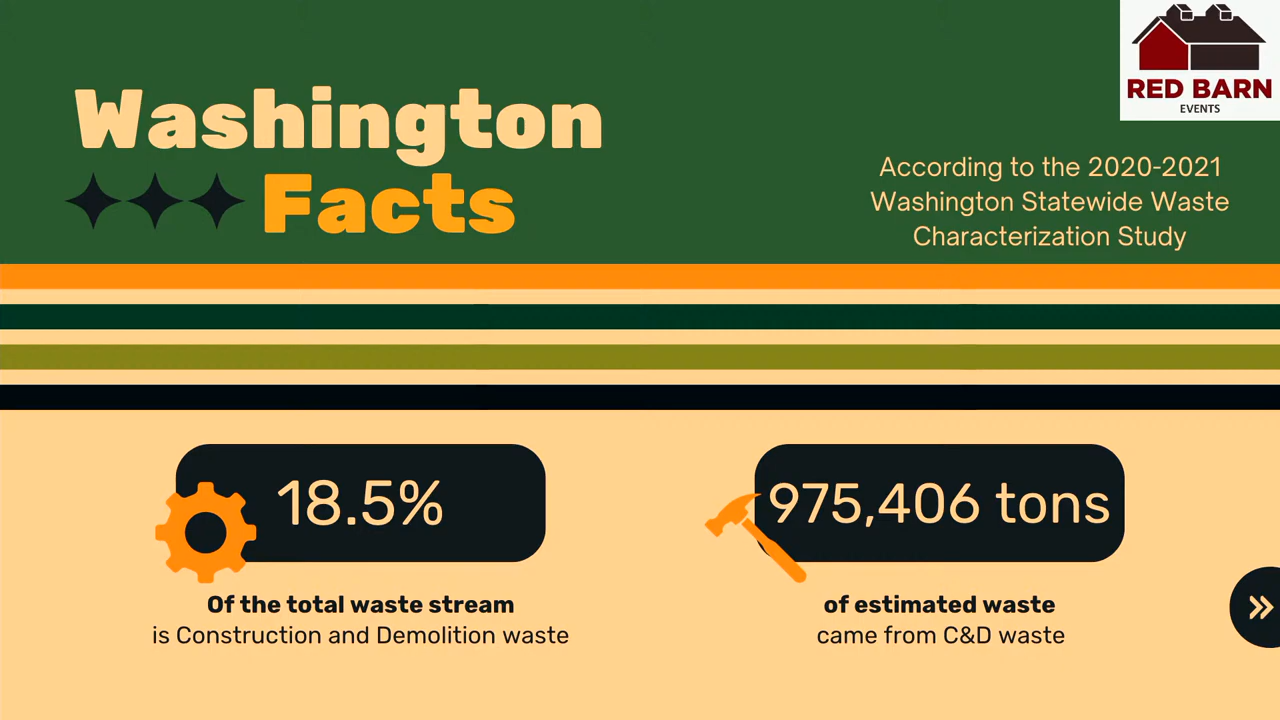 RED BARN
EVENTS
Washington
Facts
According to the 2020-2021
Washington Statewide Waste
Characterization Study
18.5%
Of the total waste stream
is Construction and Demolition waste
975,406 tons
of estimated waste
came from C&D waste